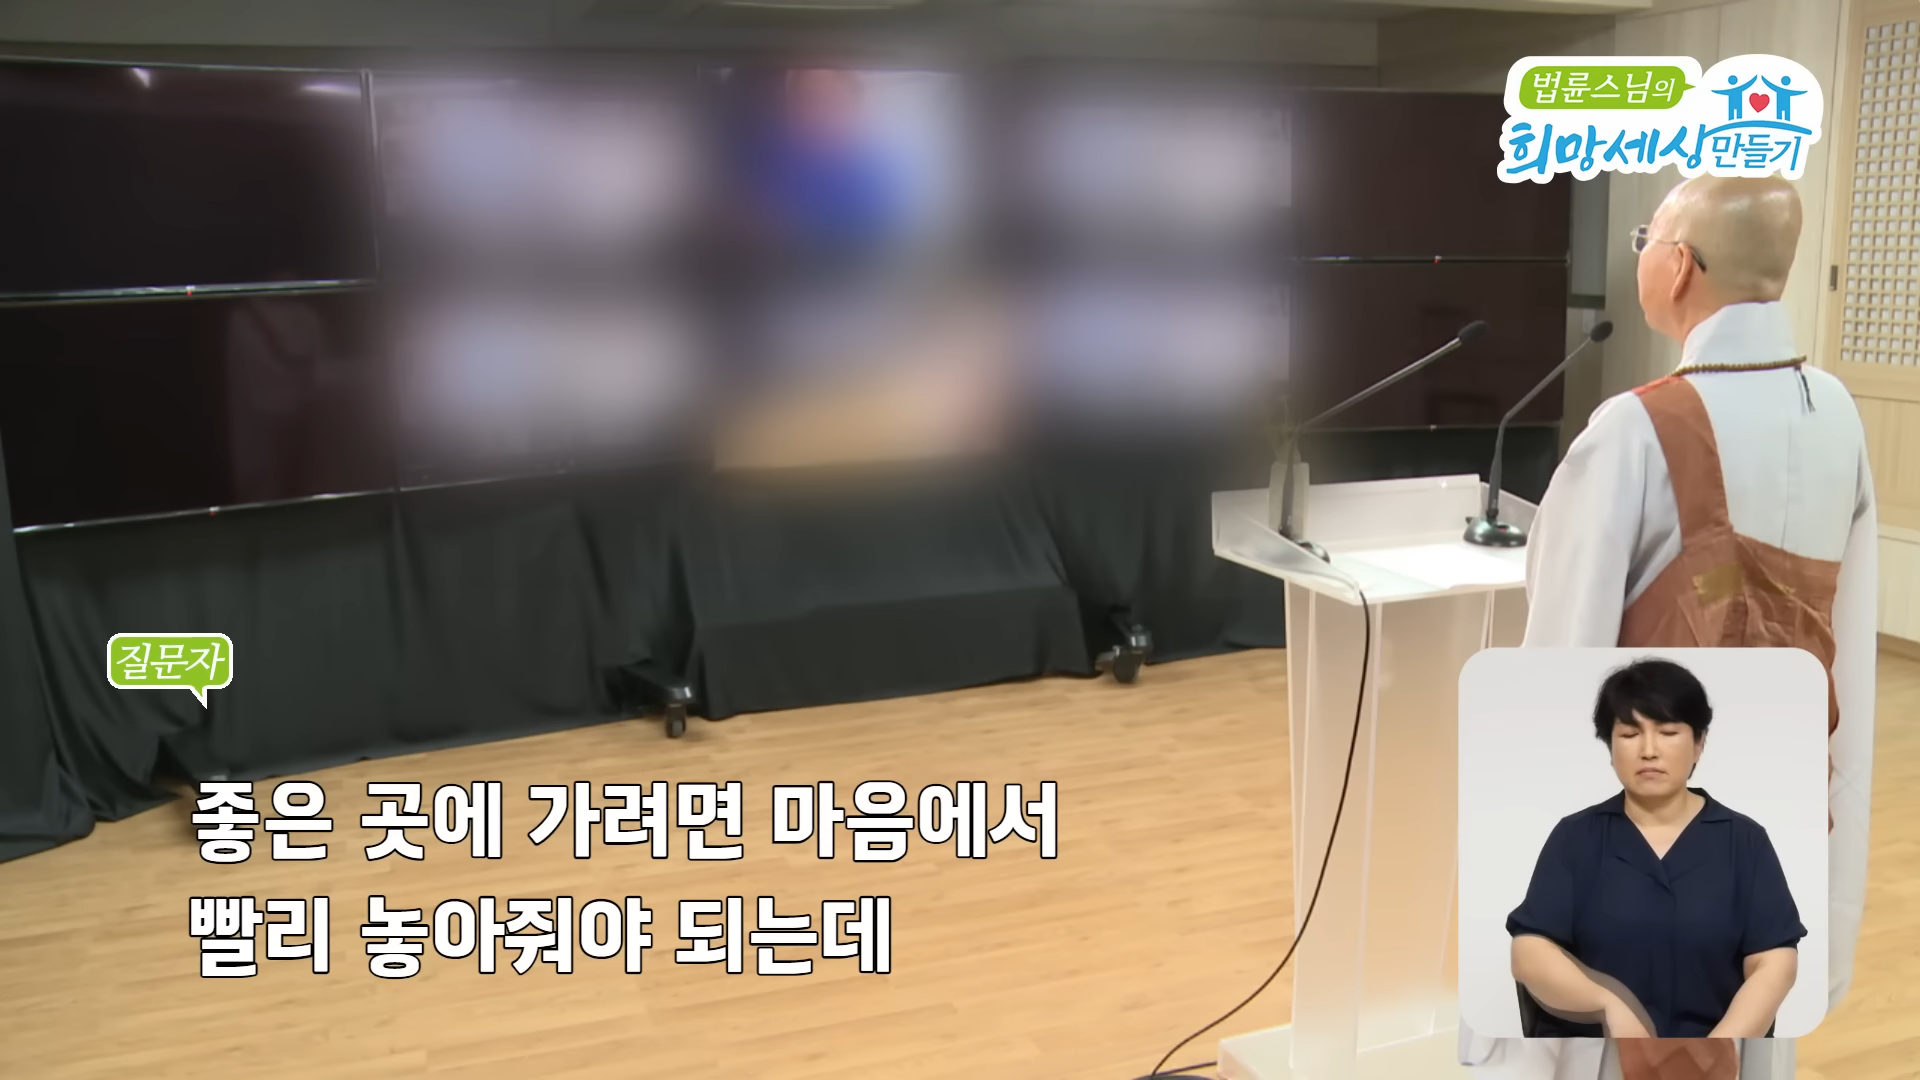 법륜스님의
희망세상만들기
질문자
좋은 곳에 가려면 마음에서
빨리 놓아줘야 되는데